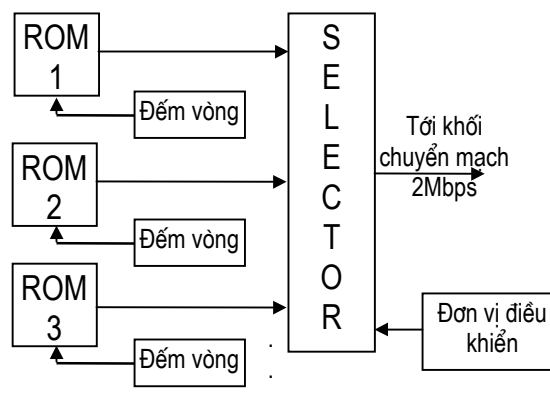 ROM
1
Đếm vòng
ROM
2
Đếm vòng
ROM
3
Đếm vòng
.
.
S
E
L
E
C
T
O
R
Tới khối
chuyển mạch
2Mbps
Đơn vị điều
khiển